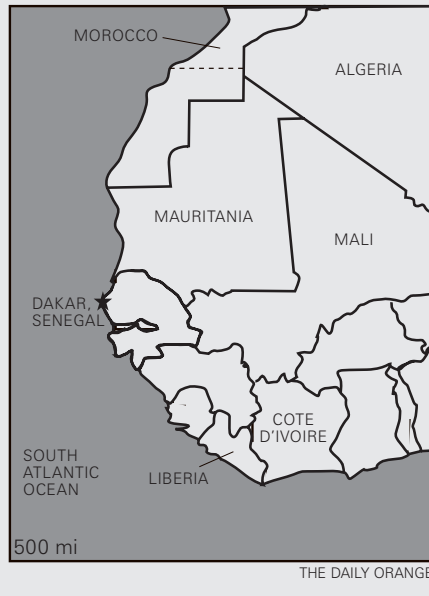 MOROCCO
ALGERIA
MAURITANIA
MALI
DAKAR,
SENEGAL
COTE
D'IVOIRE
SOUTH
ATLANTIC
OCEAN
LIBERIA
500 mi
THE DAILY ORANGE